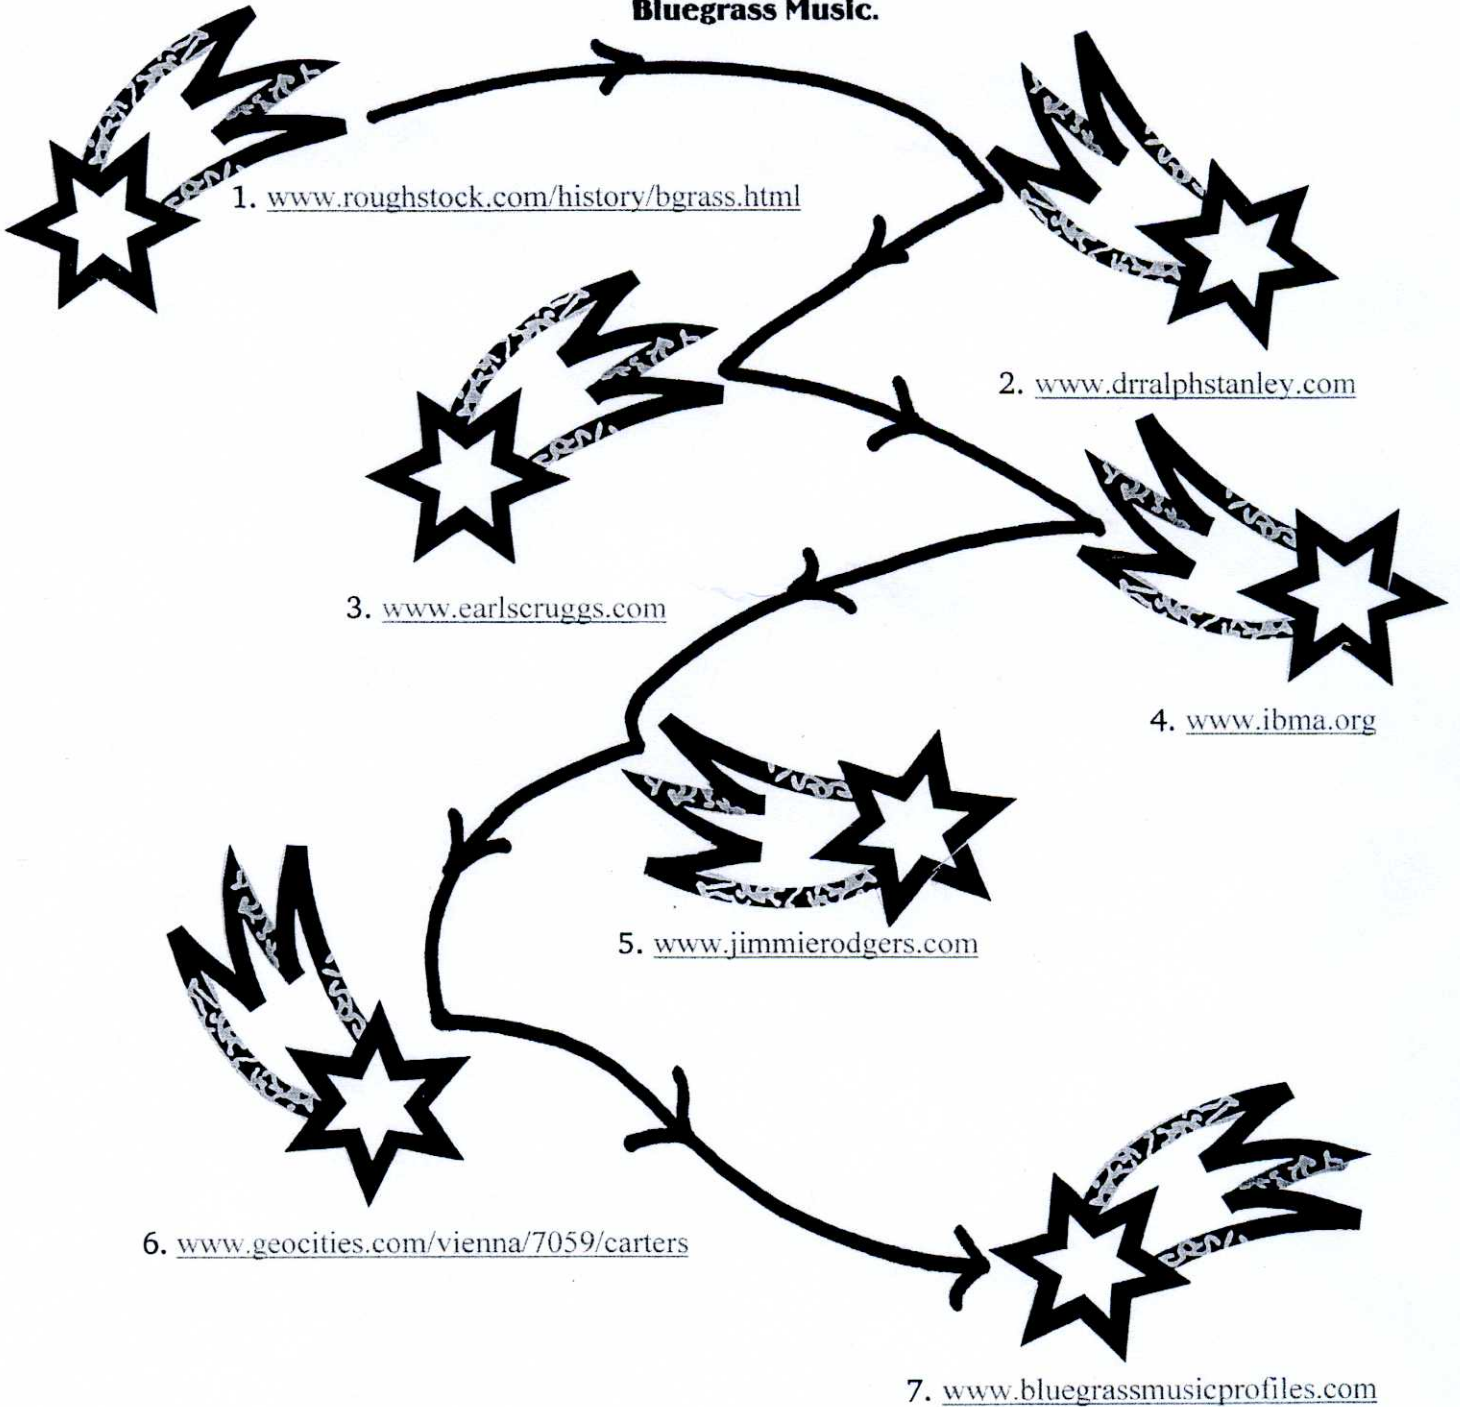 Bluegrass Music.
1. www.roughstock.com/history/bgrass.html
2. www.drralphstanley.com
3. www.earlscruggs.com
4. www.ibma.org
5. www.jimmierodgers.com
6. www.geocities.com/vienna/7059/carters
7. www.bluegrassmusicprofiles.com